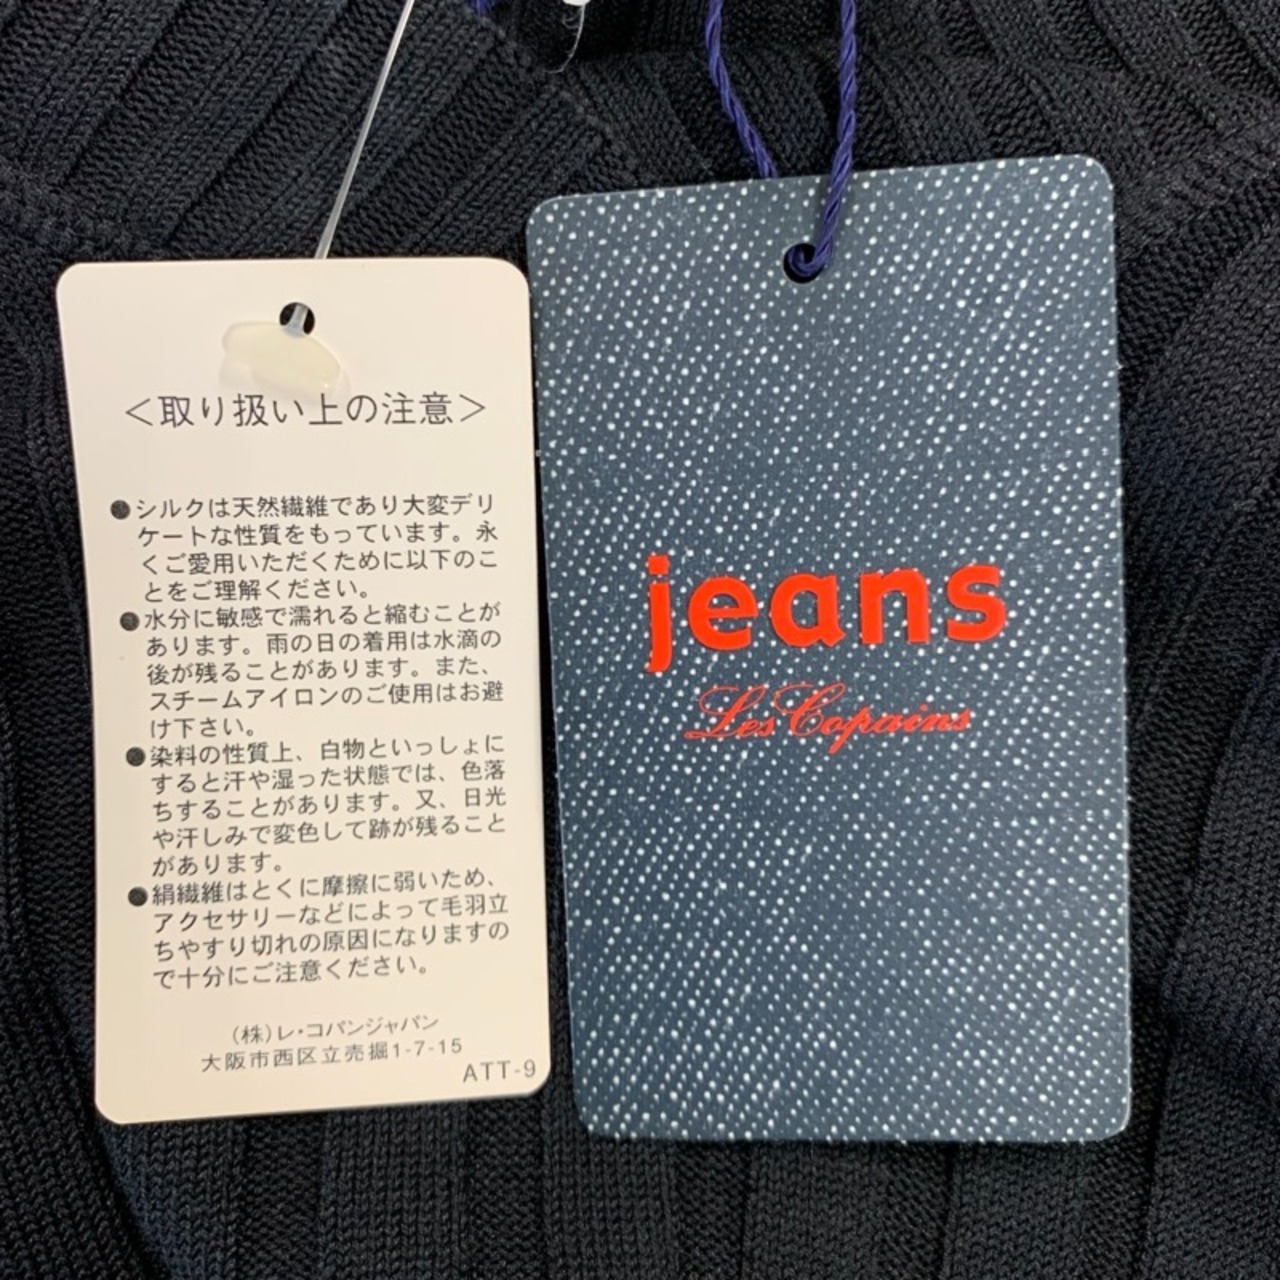 ＜取り扱い上の注意＞
●シルクは天然繊維であり大変デリ
ケートな性質をもっています。永
くご愛用いただくために以下のこ
とをご理解ください。
●水分に敏感で濡れると縮むことが
あります。雨の日の着用は水滴の
後が残ることがあります。また、
スチームアイロンのご使用はお避
け下さい。
●染料の性質上、白物といっしょに
すると汗や湿った状態では、色落
ちすることがあります。又、日光
や汗しみで変色して跡が残ること
があります。
●絹繊維はとくに摩擦に弱いため、
アクセサリーなどによって毛羽立
ちやすり切れの原因になりますの
で十分にご注意ください。
(株)レ・コパンジャパン
大阪市西区立売掘1-7-15
ATT-9
jeans
Les Copains